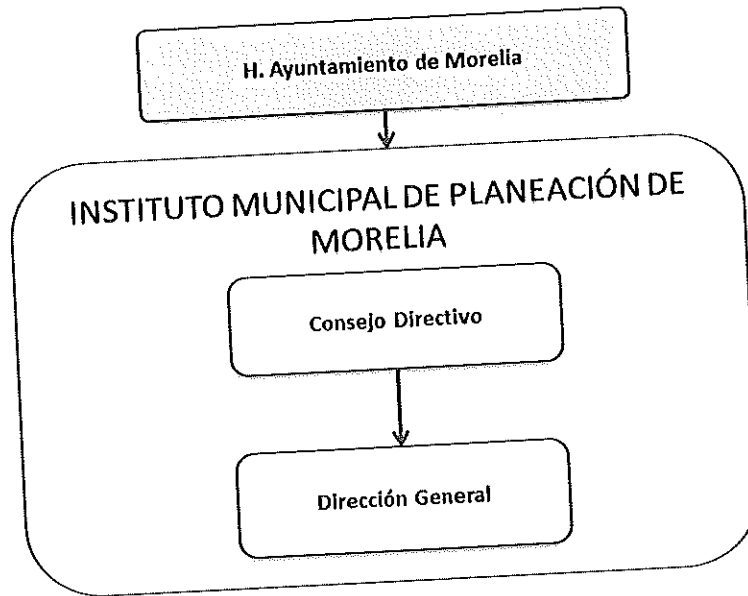 H. Ayuntamiento de Morelia
INSTITUTO MUNICIPAL DE PLANEACIÓN DE
MORELIA
Consejo Directivo
Dirección General